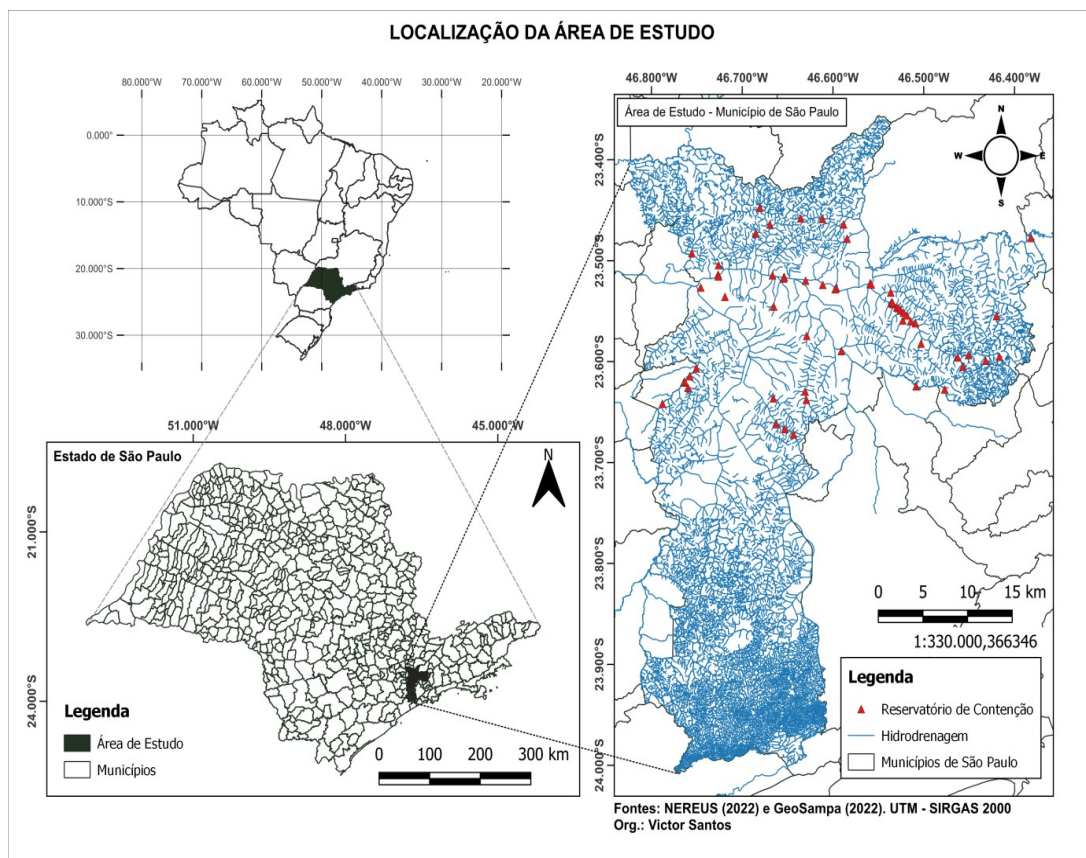 LOCALIZAÇÃO DA ÁREA DE ESTUDO
80.000°W 70.000°W 60.000°W 50.000°W 40.000°W 30.000°W 20.000°W
0.000°
10.000°S
20.000°S
30.000°S
51.000°W 48.000°W 45.000°W
Estado de São Paulo
N
21.000°S
24.000°S
Legenda
Área de Estudo
Municípios
0 100 200 300 km
46.800°W 46.700°W 46.600°W 46.500°W 46.400°W
Área de Estudo - Município de São Paulo
N
W E
S
23.400°S
23.500°S
23.600°S
23.700°S
23.800°S
23.900°S
24.000°S
0 5 10 15 km
1:330.000,366346
Legenda
Reservatório de Contenção
Hidrodrenagem
Municípios de São Paulo
Fontes: NEREUS (2022) e GeoSampa (2022). UTM - SIRGAS 2000
Org.: Victor Santos